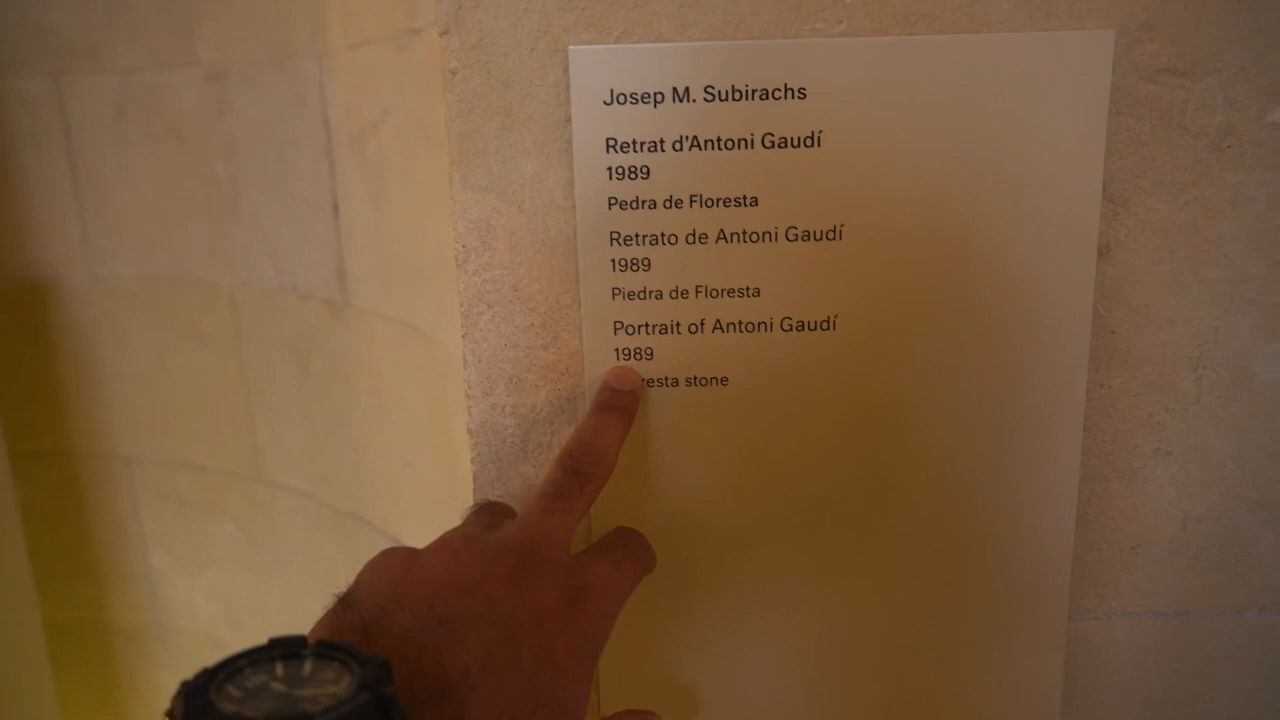 Josep M. Subirachs
Retrat d'Antoni Gaudí
1989
Pedra de Floresta
Retrato de Antoni Gaudí
1989
Piedra de Floresta
Portrait of Antoni Gaudí
1989
stone